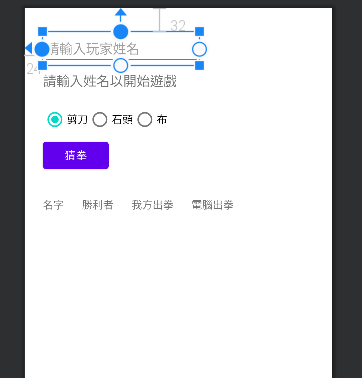 32
請輸入玩家姓名
24
請輸入姓名以開始遊戲
剪刀 石頭 布
猜拳
名字 勝利者 我方出拳 電腦出拳